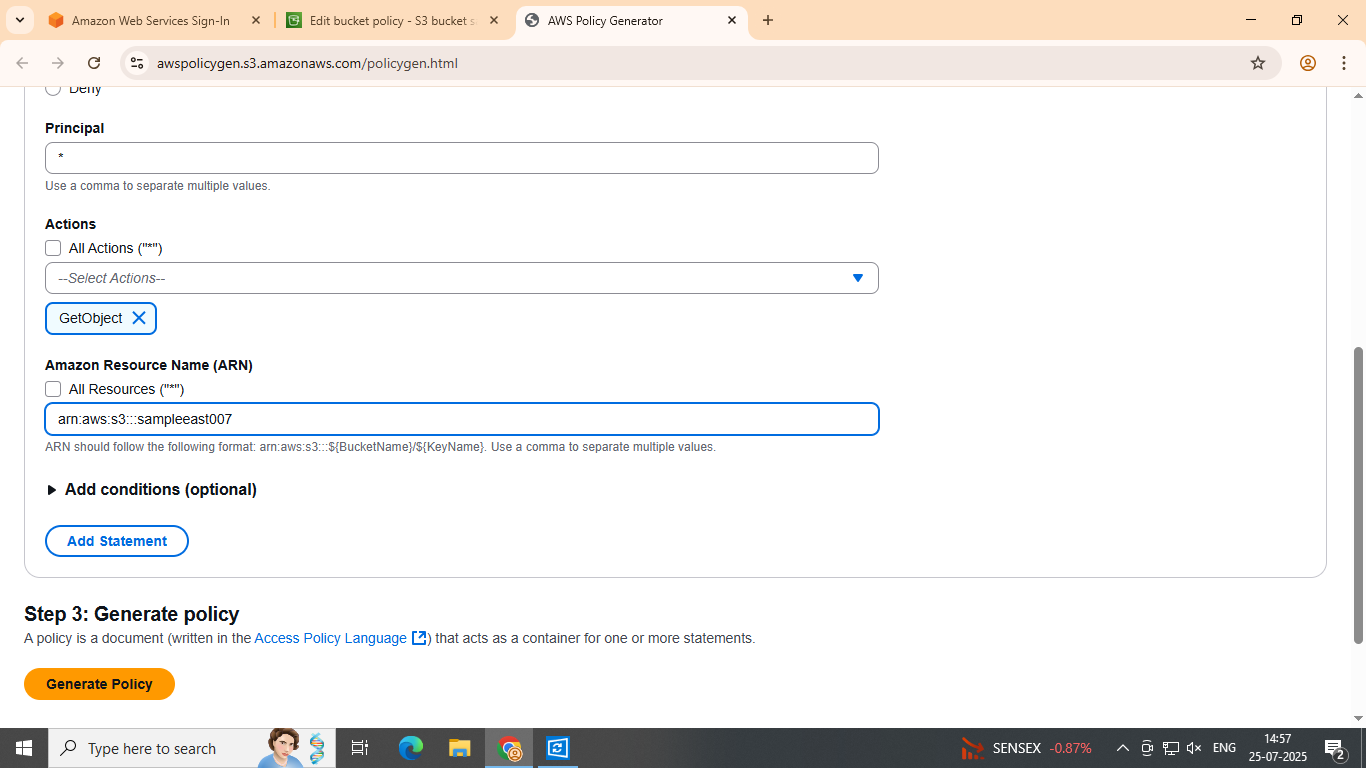 Amazon Web Services Sign-In
Edit bucket policy - S3 bucket s
AWS Policy Generator
awspolicygen.s3.amazonaws.com/policygen.html
Deny
Principal
*
Use a comma to separate multiple values.
Actions
All Actions ("*")
--Select Actions--
GetObject
Amazon Resource Name (ARN)
All Resources ("*")
arn:aws:s3:::sampleeast007
ARN should follow the following format: arn:aws:s3:::${BucketName}/${KeyName}. Use a comma to separate multiple values.
Add conditions (optional)
Add Statement
Step 3: Generate policy
A policy is a document (written in the Access Policy Language ) that acts as a container for one or more statements.
Generate Policy
Type here to search
SENSEX -0.87%
ENG
14:57
25-07-2025
2